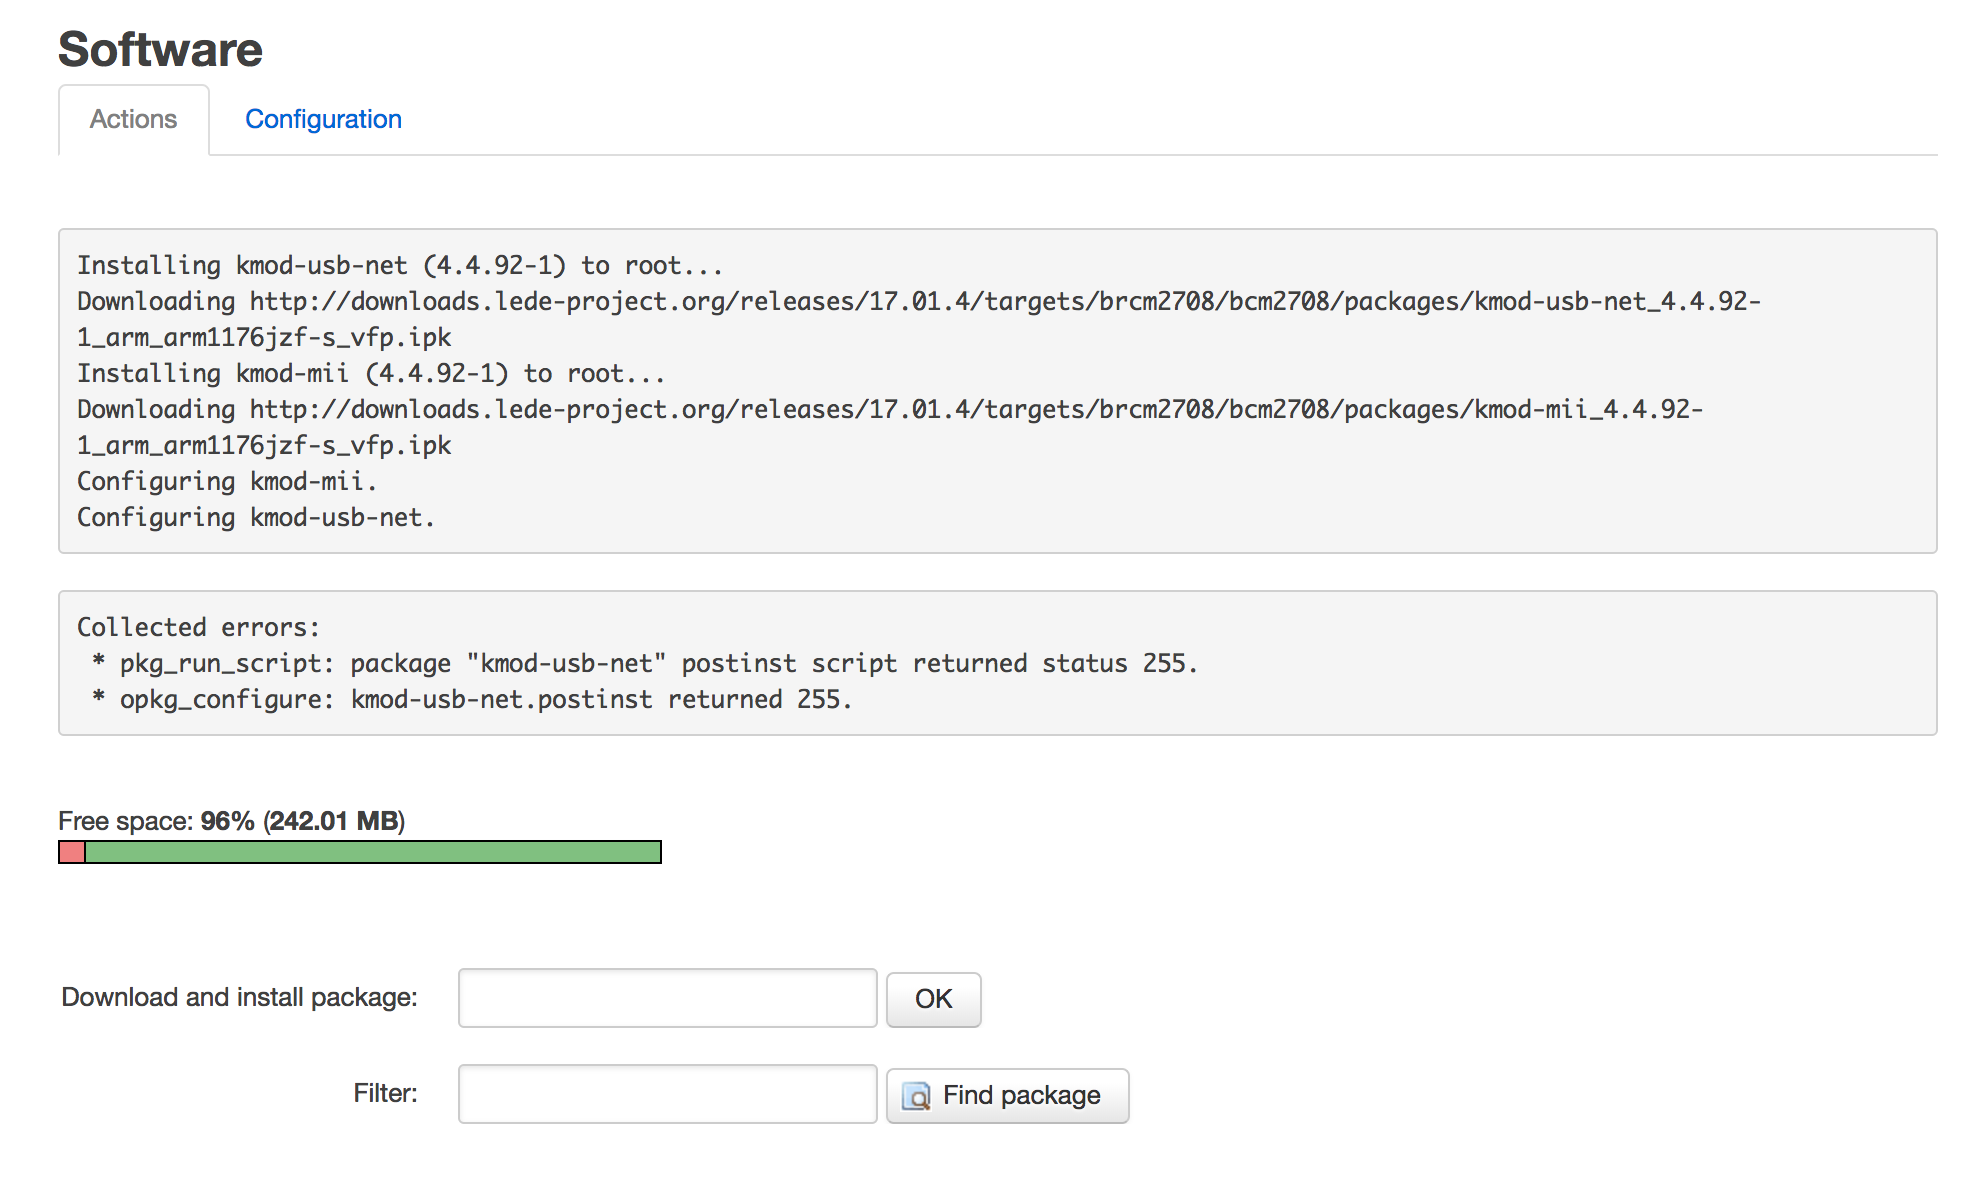 Software
Actions
Configuration
Installing kmod-usb-net (4.4.92-1) to root...
Downloading http://downloads.lede-project.org/releases/17.01.4/targets/brcm2708/bcm2708/packages/kmod-usb-net_4.4.92-
1_arm_arm1176jzf-s_vfp.ipk
Installing kmod-mii (4.4.92-1) to root...
Downloading http://downloads.lede-project.org/releases/17.01.4/targets/brcm2708/bcm2708/packages/kmod-mii_4.4.92-
1_arm_arm1176jzf-s_vfp.ipk
Configuring kmod-mii.
Configuring kmod-usb-net.
Collected errors:
 * pkg_run_script: package "kmod-usb-net" postinst script returned status 255.
 * opkg_configure: kmod-usb-net.postinst returned 255.
Free space: 96% (242.01 MB)
Download and install package:
OK
Filter:
Find package